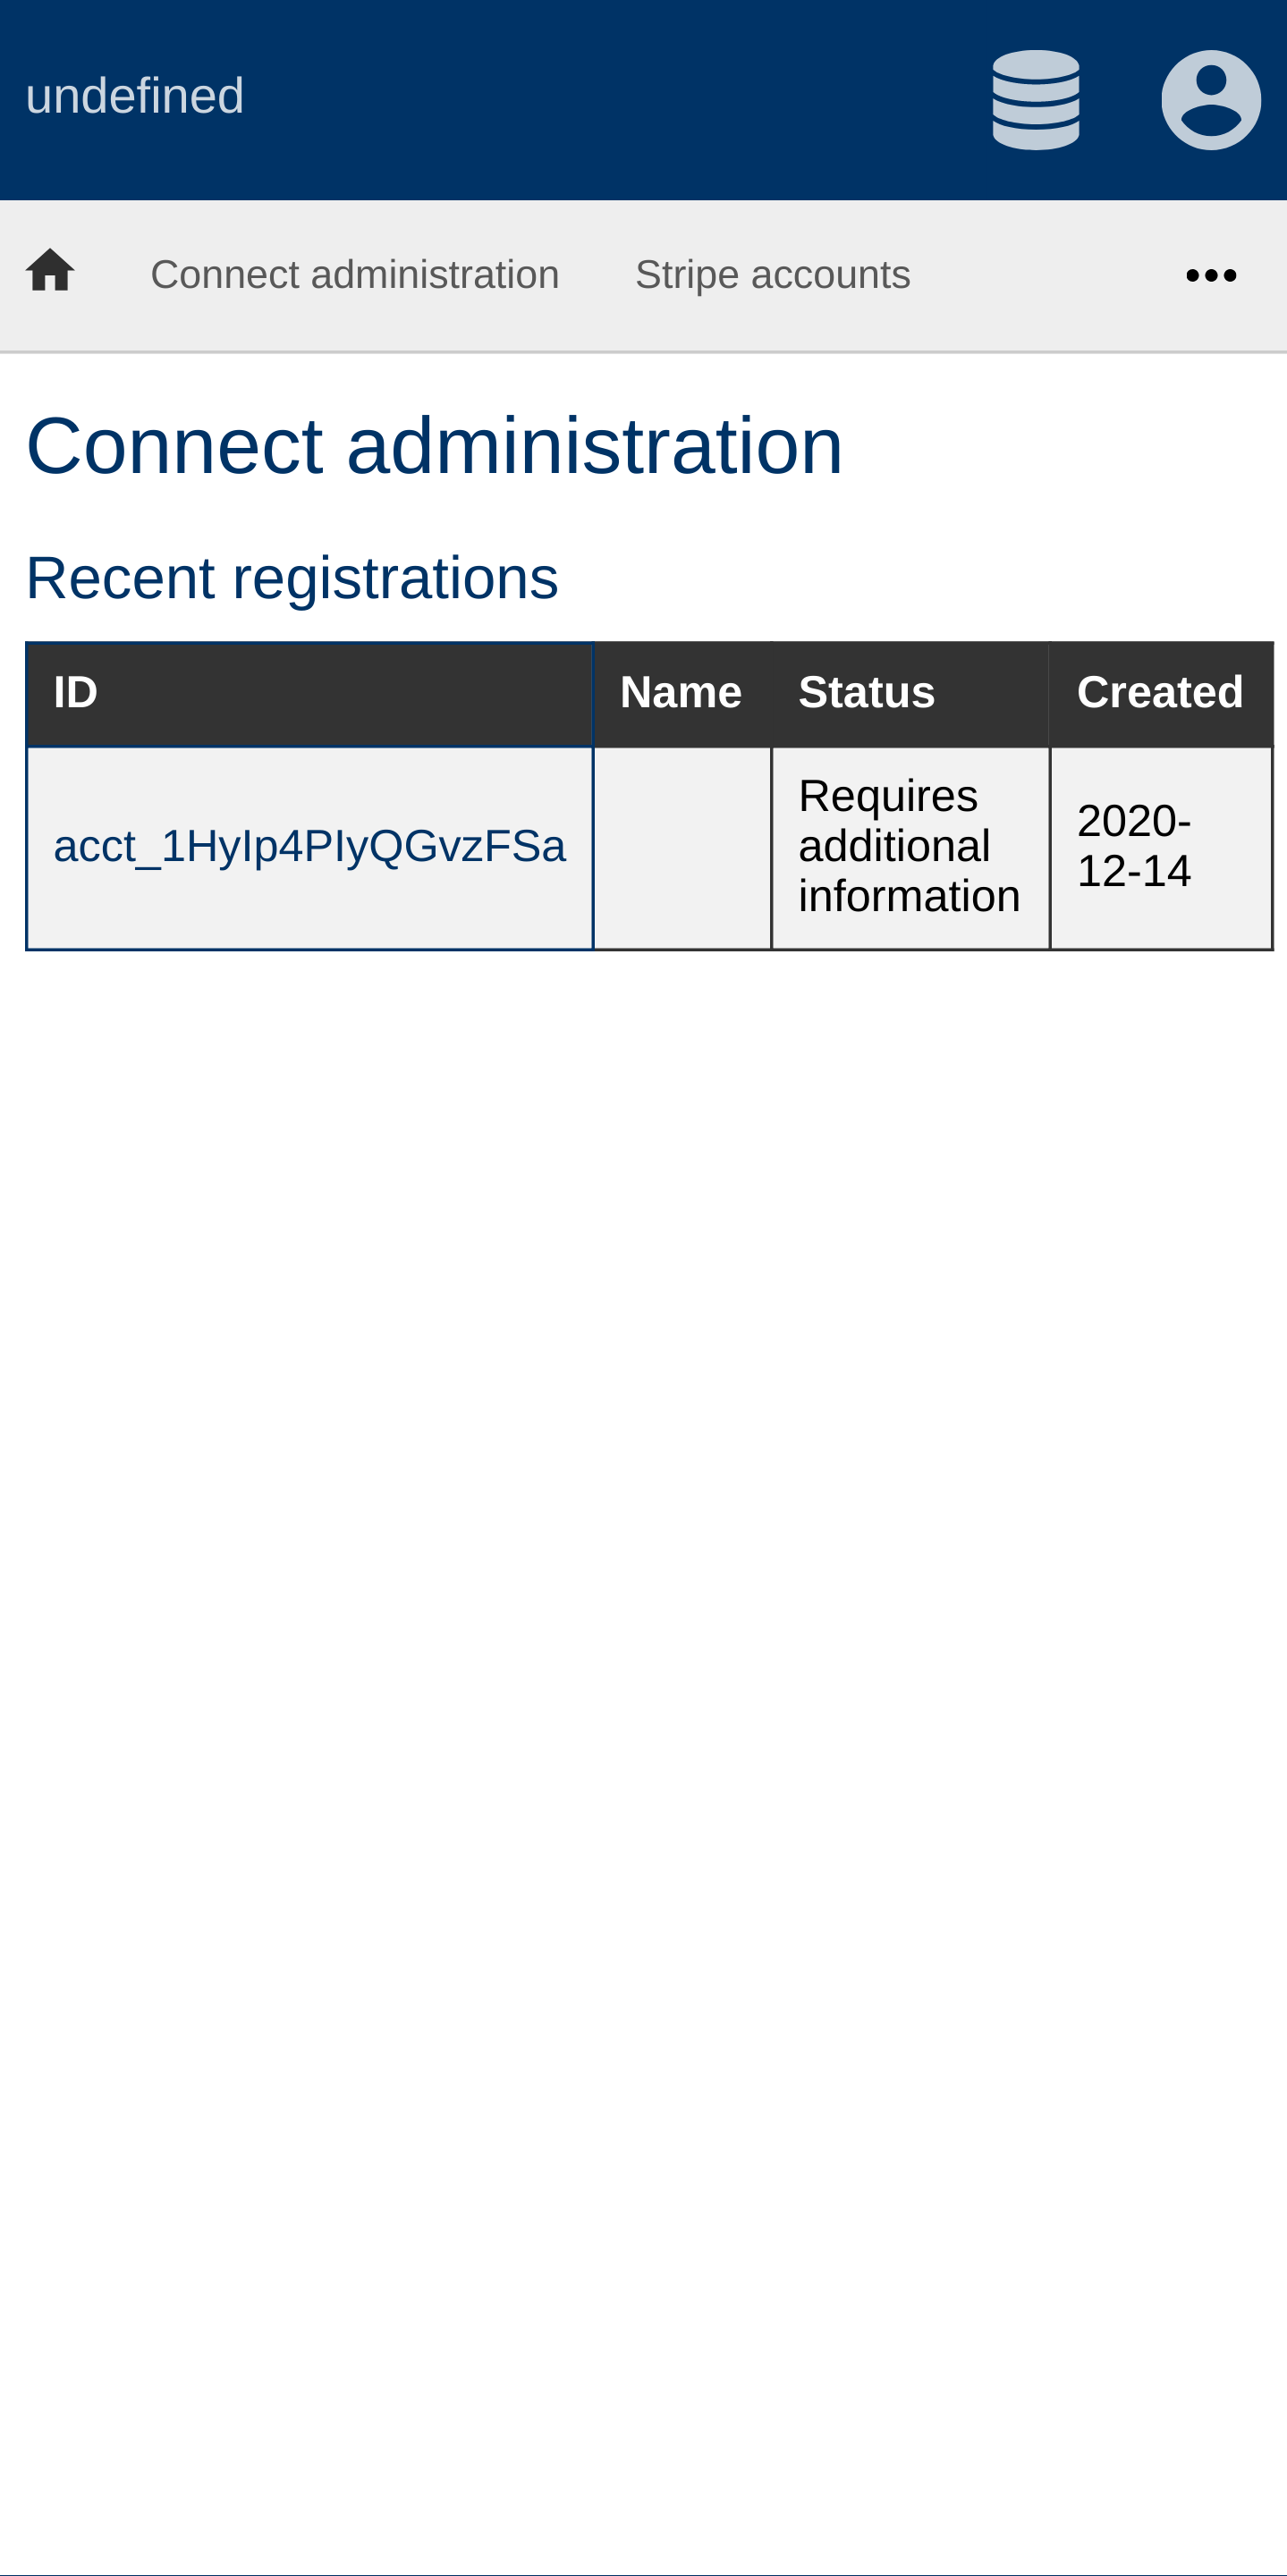 undefined
Connect administration Stripe accounts •••
Connect administration
Recent registrations
ID Name Status Created
acct_1HyIp4PIyQGvzFSa
Requires
additional
information
2020-
12-14